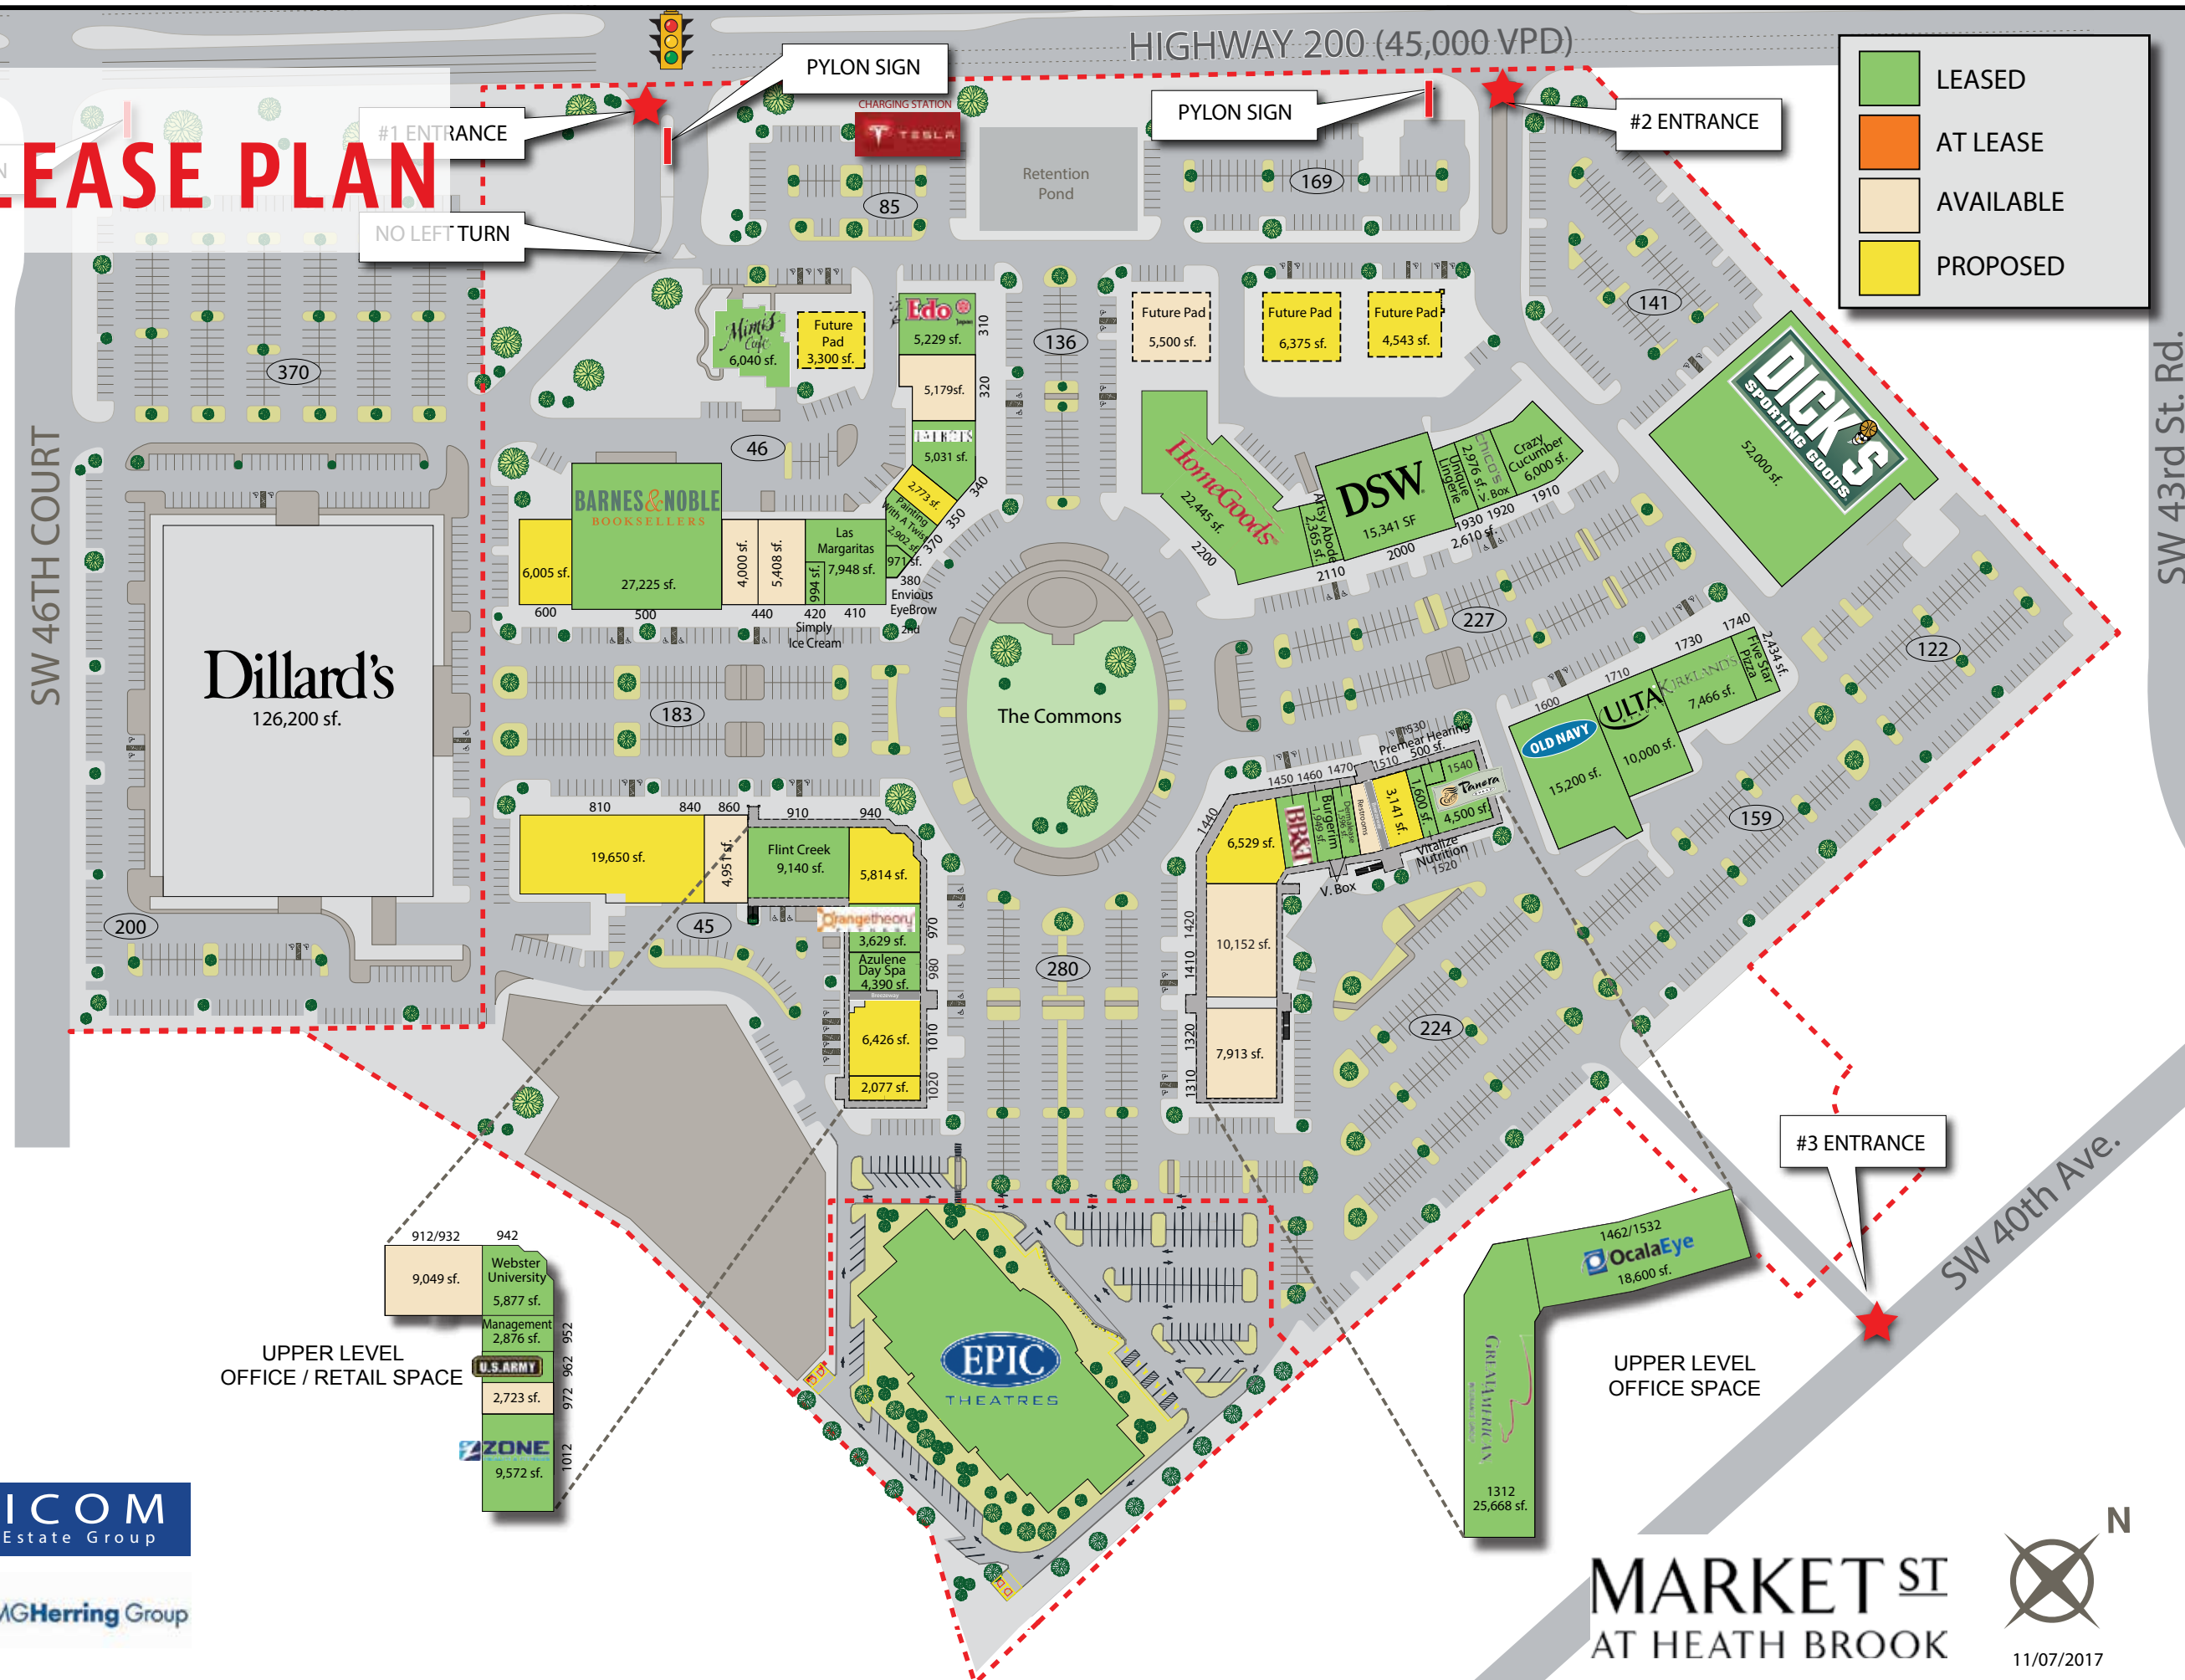 HIGHWAY 200 (45,000 VPD)
PYLON SIGN
PYLON SIGN
#1 ENTRANCE
#2 ENTRANCE
NO LEFT TURN
EASE PLAN
LEASED
AT LEASE
AVAILABLE
PROPOSED
CHARGING STATION
TESLA
Retention
Pond
85
169
141
370
136
46
SW 46TH COURT
SW 43rd St. Rd.
Mimi's
Cafe
6,040 sf.
Future
Pad
3,300 sf.
Edo
Japan
5,229 sf.
310
5,179sf.
320
5,031 sf.
340
2,773 sf.
350
Painting
With A Twist
2,902 sf
370
971 sf.
380
Envious
EyeBrow
2nd
Future Pad
5,500 sf.
Future Pad
6,375 sf.
Future Pad
4,543 sf.
HomeGoods
22,445 sf.
2200
Artsy Abode
2,365 sf.
2110
DSW
15,341 SF
2000
Unique
Lingerie
1930
2,610 sf.
chico's
2,976 sf.
V. Box
1920
Crazy
Cucumber
6,000 sf.
1910
DICK'S
SPORTING GOODS
52,000 sf.
BARNES&NOBLE
BOOKSELLERS
27,225 sf.
500
6,005 sf.
600
4,000 sf.
5,408 sf.
440
994 sf.
420
Simply
Ice Cream
Las
Margaritas
7,948 sf.
410
Dillard's
126,200 sf.
183
The Commons
227
122
159
1600
OLD NAVY
15,200 sf.
1710
ULTA
10,000 sf.
1730
KIRKLAND'S
7,466 sf.
1740
Five Star
Pizza
2,434 sf.
810
19,650 sf.
840
4,951 sf.
860
910
Flint Creek
9,140 sf.
940
5,814 sf.
Orangetheory
3,629 sf.
970
Azulene
Day Spa
4,390 sf.
980
Breezeway
6,426 sf.
1010
2,077 sf.
1020
45
200
280
224
1440
6,529 sf.
1450
BB&T
1460
Burgerim
1,949 sf.
1470
Restrooms
V. Box
1510
3,141 sf.
1,600 sf.
Vitalize
Nutrition
1520
1530
Premear Hearing
500 sf.
1540
Panera
4,500 sf.
1420
10,152 sf.
1410
1320
7,913 sf.
1310
#3 ENTRANCE
SW 40th Ave.
912/932
9,049 sf.
942
Webster
University
5,877 sf.
Management
2,876 sf.
952
U.S.ARMY
962
2,723 sf.
972
ZONE
9,572 sf.
1012
UPPER LEVEL
OFFICE / RETAIL SPACE
EPIC
THEATRES
1462/1532
OcalaEye
18,600 sf.
GREATAMERICAN
1312
25,668 sf.
UPPER LEVEL
OFFICE SPACE
ICOM
Estate Group
MGHerring Group
MARKET ST
AT HEATH BROOK
N
11/07/2017